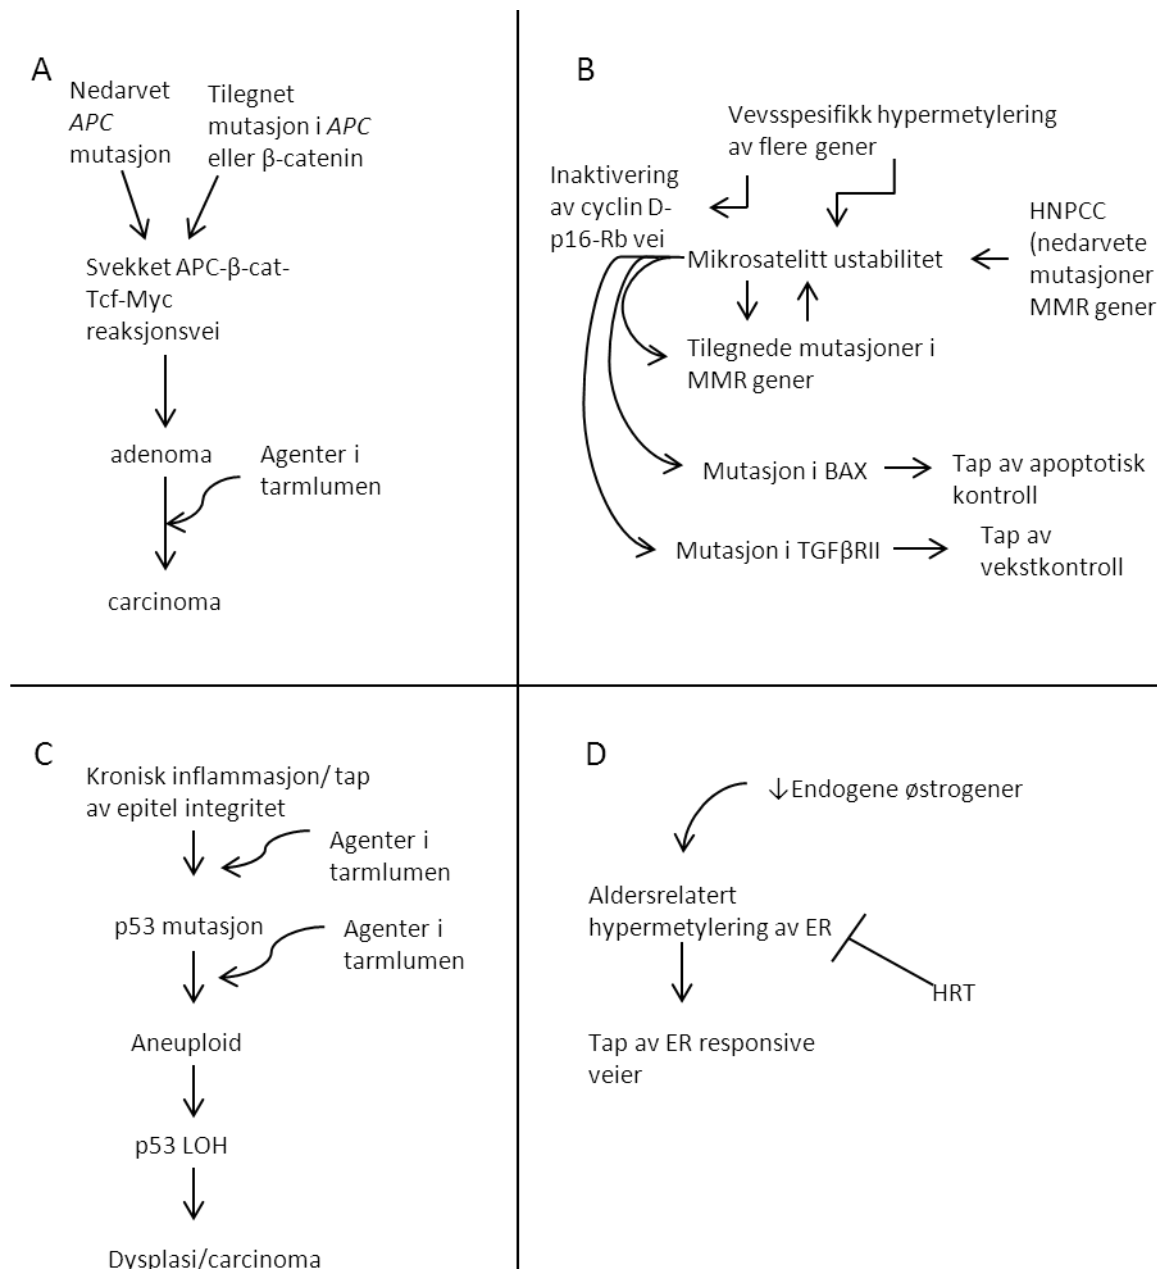 A
Nedarvet
APC
mutasjon
Tilegnet
mutasjon i APC
eller β-catenin
Svekket APC-β-cat-
Tcf-Myc
reaksjonsvei
adenoma
Agenter i
tarmlumen
carcinoma
B
Vevsspesifikk hypermetylering
av flere gener
Inaktivering
av cyclin D-
p16-Rb vei
HNPCC
(nedarvete
mutasjoner
MMR gener
Mikrosatelitt ustabilitet
Tilegnede mutasjoner i
MMR gener
Mutasjon i BAX
Tap av apoptotisk
kontroll
Mutasjon i TGFβRII
Tap av
vekstkontroll
C
Kronisk inflammasjon/ tap
av epitel integritet
Agenter i
tarmlumen
p53 mutasjon
Agenter i
tarmlumen
Aneuploid
p53 LOH
Dysplasi/carcinoma
D
↓Endogene østrogener
Aldersrelatert
hypermetylering av ER
HRT
Tap av ER responsive
veier